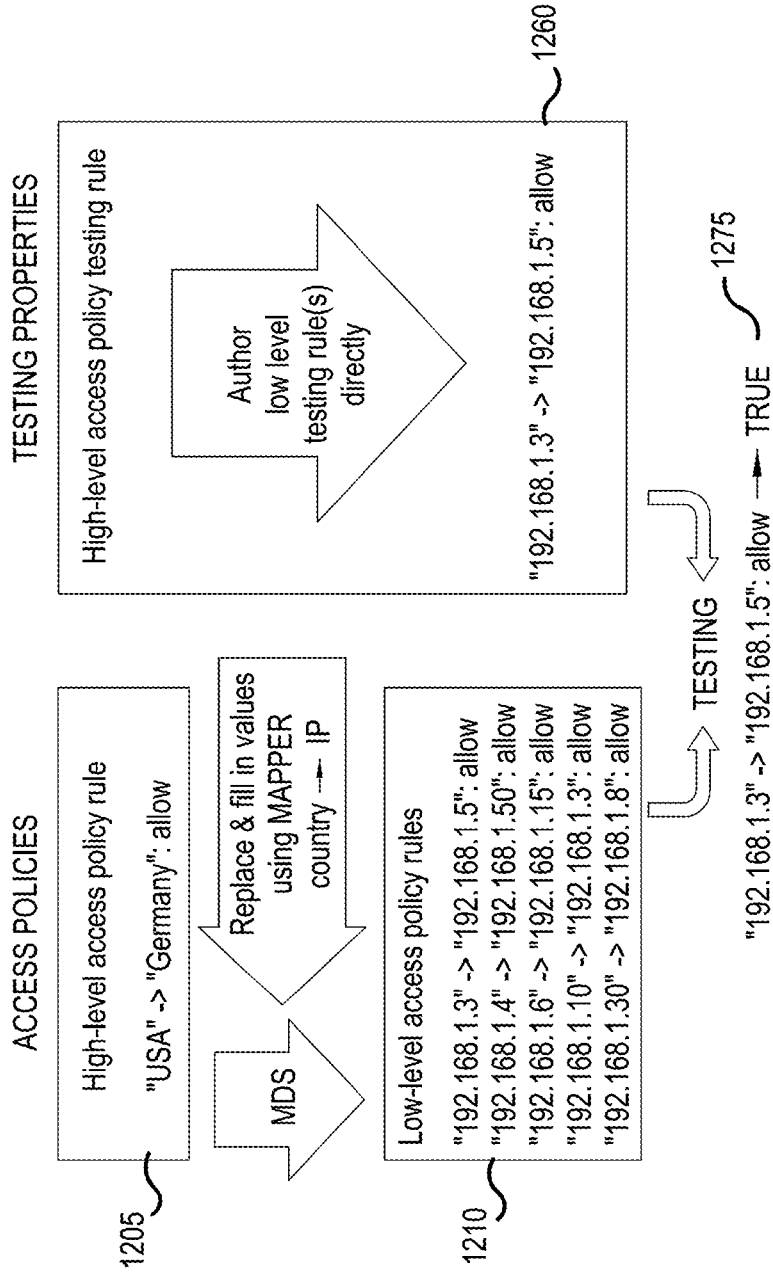 ACCESS POLICIES
1205
High-level access policy rule
"USA" -> "Germany": allow
MDS
Replace & fill in values
using MAPPER
country → IP
1210
Low-level access policy rules
"192.168.1.3" -> "192.168.1.5": allow
"192.168.1.4" -> "192.168.1.50": allow
"192.168.1.6" -> "192.168.1.15": allow
"192.168.1.10" -> "192.168.1.3": allow
"192.168.1.30" -> "192.168.1.8": allow
TESTING PROPERTIES
High-level access policy testing rule
Author
low level
testing rule(s)
directly
"192.168.1.3" -> "192.168.1.5": allow
1260
TESTING
"192.168.1.3" -> "192.168.1.5": allow → TRUE
1275